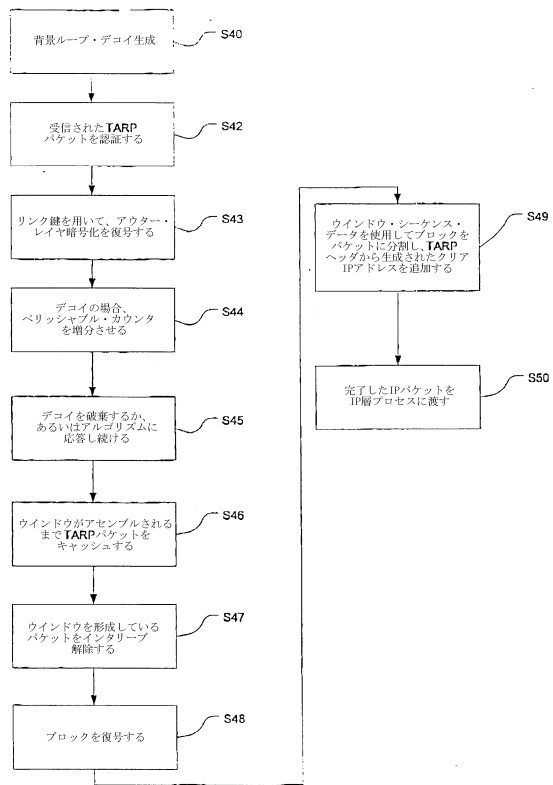 背景ループ・デコイ生成
S40
受信されたTARP
パケットを認証する
S42
リンク鍵を用いて、アウター・
レイヤ暗号化を復号する
S43
デコイの場合、
ペリッシャブル・カウンタ
を増分させる
S44
デコイを破棄するか、
あるいはアルゴリズムに
応答し続ける
S45
ウインドウがアセンブルされる
までTARPパケットを
キャッシュする
S46
ウインドウを形成している
パケットをインタリーブ
解除する
S47
ブロックを復号する
S48
ウインドウ・シーケンス・
データを使用してブロックを
パケットに分割し、TARP
ヘッダから生成されたクリア
IPアドレスを追加する
S49
完了したIPパケットを
IP層プロセスに渡す
S50